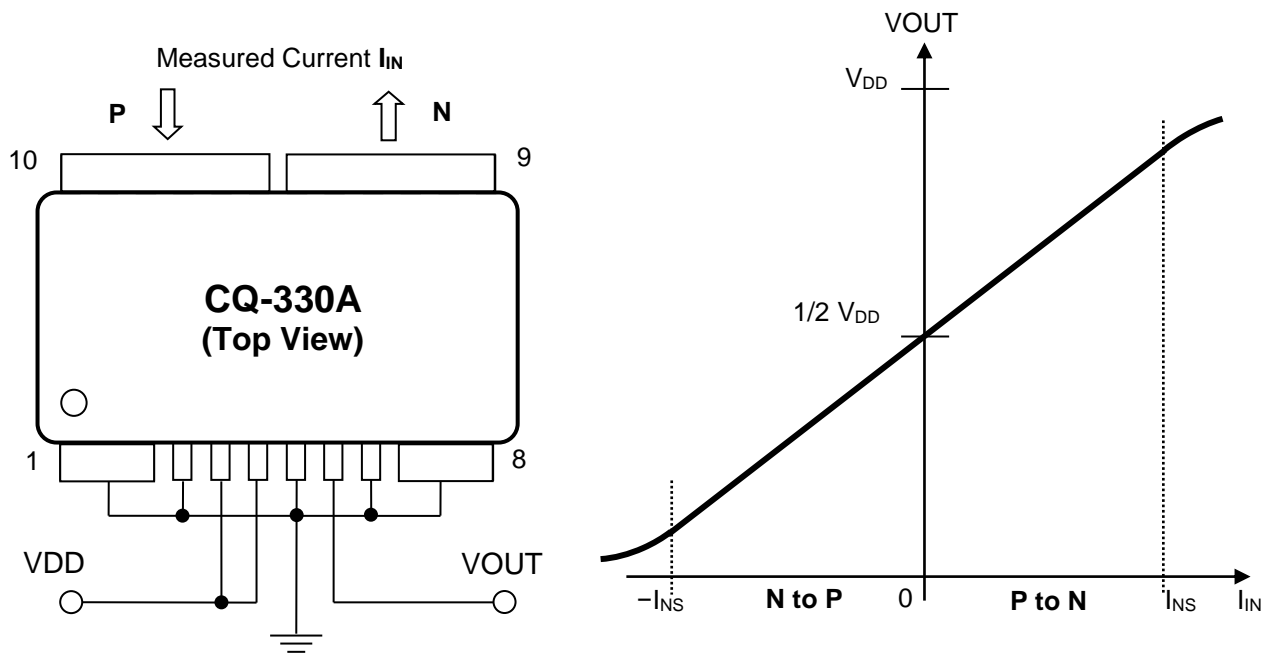 Measured Current IIN
P
N
10
9
CQ-330A
(Top View)
1
8
VDD
VOUT
VOUT
VDD
1/2 VDD
−INS
N to P
0
P to N
INS
IIN